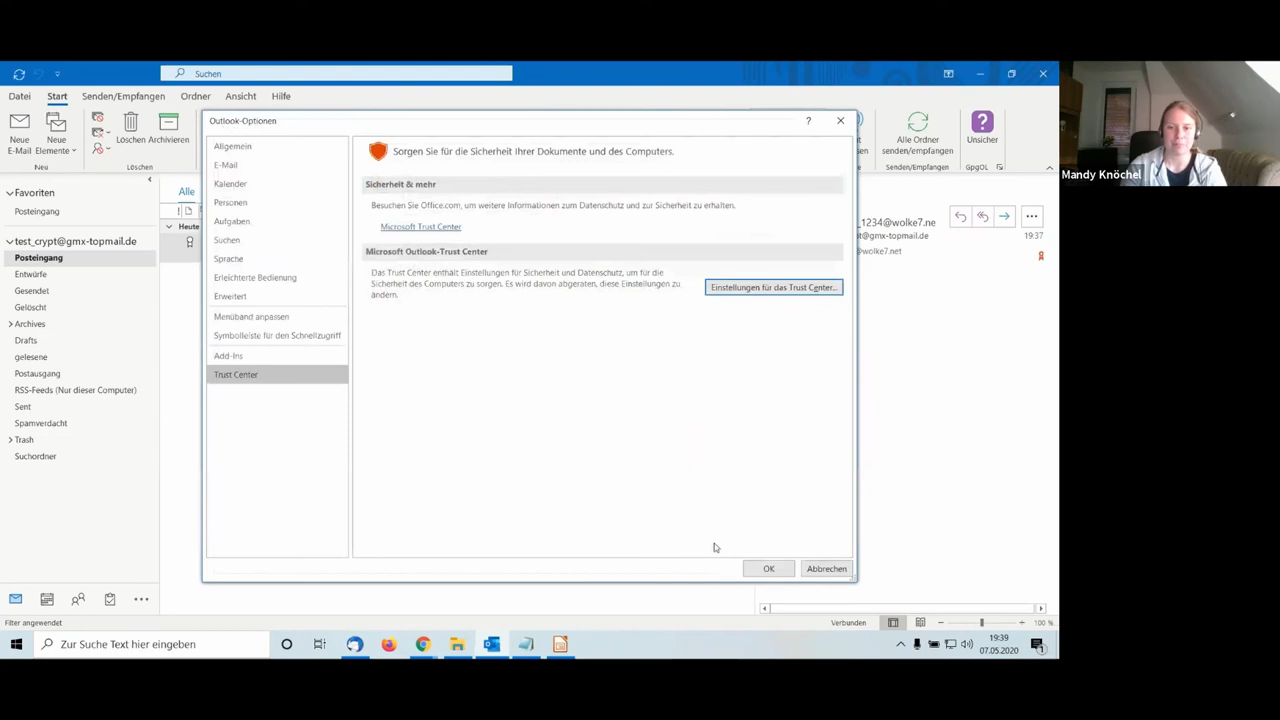 Suchen
Datei Start Senden/Empfangen Ordner Ansicht Hilfe
Neue
E-Mail
Neue
Elemente
Löschen Archivieren
Alle Ordner
senden/empfangen
Unsicher
Neu
Löschen
Senden/Empfangen
GpgOL
Favoriten
Posteingang
test_crypt@gmx-topmail.de
Posteingang
Entwürfe
Gesendet
Gelöscht
Archives
Drafts
gelesene
Postausgang
RSS-Feeds (Nur dieser Computer)
Sent
Spamverdacht
Trash
Suchordner
Alle
Heute
Outlook-Optionen
Allgemein
E-Mail
Kalender
Personen
Aufgaben
Suchen
Sprache
Erleichterte Bedienung
Erweitert
Menüband anpassen
Symbolleiste für den Schnellzugriff
Add-Ins
Trust Center
Sorgen Sie für die Sicherheit Ihrer Dokumente und des Computers.
Sicherheit & mehr
Besuchen Sie Office.com, um weitere Informationen zum Datenschutz und zur Sicherheit zu erhalten.
Microsoft Trust Center
Microsoft Outlook-Trust Center
Das Trust Center enthält Einstellungen für Sicherheit und Datenschutz, um für die
Sicherheit des Computers zu sorgen. Es wird davon abgeraten, diese Einstellungen zu
ändern.
Einstellungen für das Trust Center...
OK
Abbrechen
_1234@wolke7.ne
pt@gmx-topmail.de
@wolke7.net
19:37
Mandy Knöchel
Filter angewendet
Verbunden
100 %
Zur Suche Text hier eingeben
19:39
07.05.2020
1